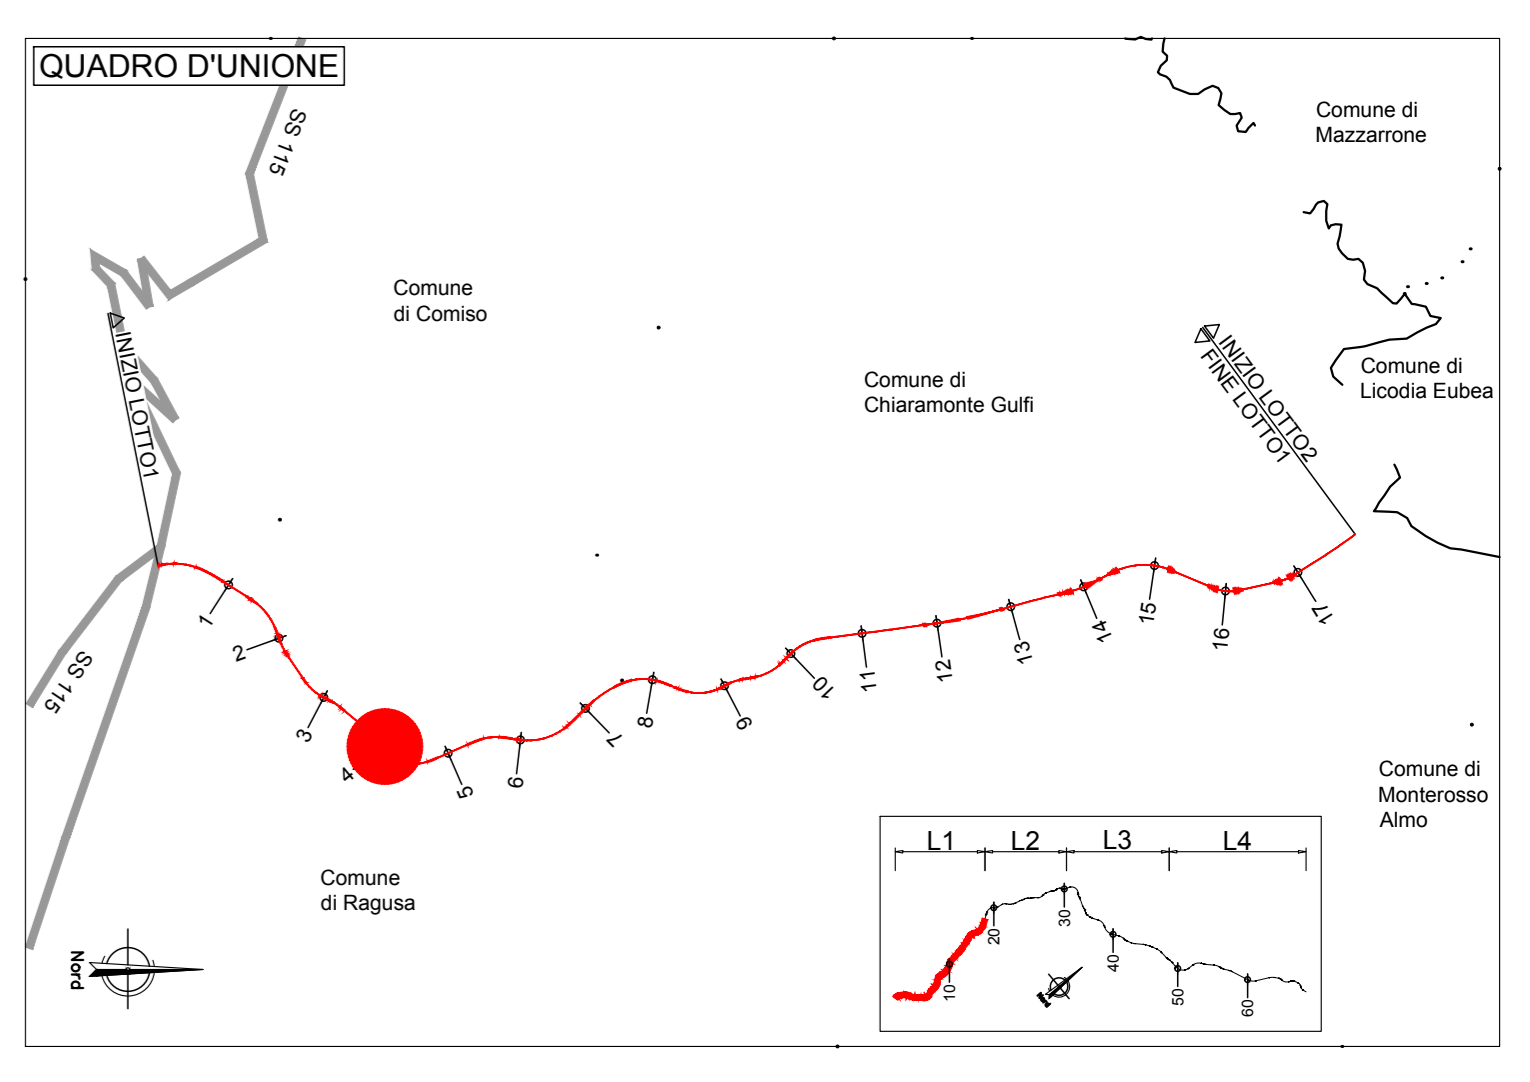 QUADRO D'UNIONE
SS 115
Comune di
Mazzarrone
Comune
di Comiso
INIZIO LOTTO1
Comune di
Chiaramonte Gulfi
INIZIO LOTTO2
FINE LOTTO1
Comune di
Licodia Eubea
1
2
3
4
5
6
7
8
9
10
11
12
13
14
15
16
17
SS 115
Comune di
Monterosso
Almo
Comune
di Ragusa
Nord
L1
L2
L3
L4
10
20
30
40
50
60